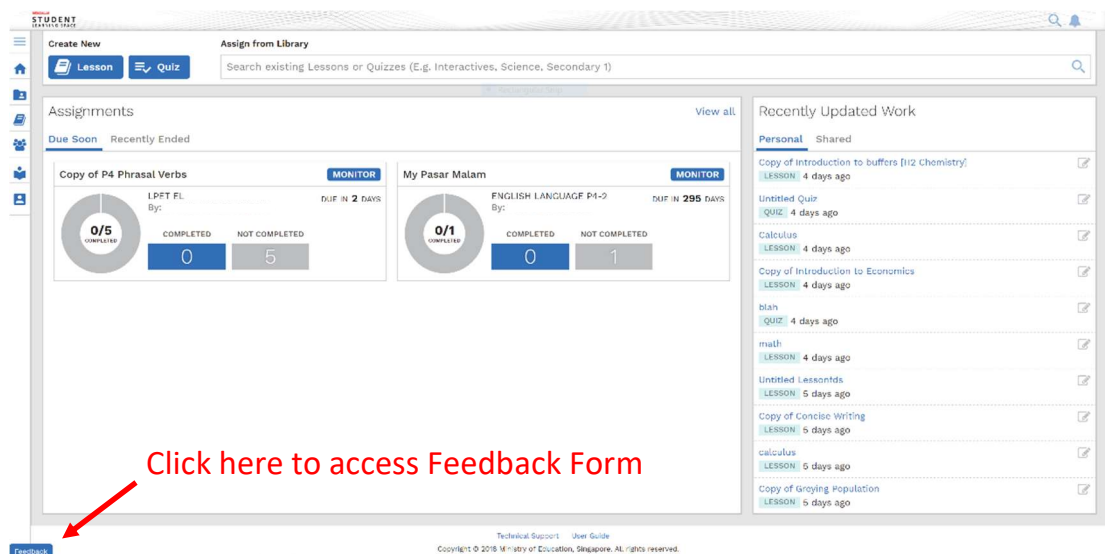 STUDENT
LEARNING SPACE
Create New
Assign from Library
Lesson
Quiz
Search existing Lessons or Quizzes (E.g. Interactives, Science, Secondary 1)
Assignments
View all
Due Soon
Recently Ended
Copy of P4 Phrasal Verbs
MONITOR
LPET EL
DUE IN 2 DAYS
By:
0/5
COMPLETED
COMPLETED
NOT COMPLETED
0
5
My Pasar Malam
MONITOR
ENGLISH LANGUAGE P4-2
DUE IN 295 DAYS
By:
0/1
COMPLETED
COMPLETED
NOT COMPLETED
0
1
Recently Updated Work
Personal
Shared
Copy of Introduction to buffers [H2 Chemistry]
LESSON 4 days ago
Untitled Quiz
QUIZ 4 days ago
Calculus
LESSON 4 days ago
Copy of Introduction to Economics
LESSON 4 days ago
blah
QUIZ 4 days ago
math
LESSON 4 days ago
Untitled Lessonfds
LESSON 5 days ago
Copy of Concise Writing
LESSON 5 days ago
calculus
LESSON 5 days ago
Copy of Greying Population
LESSON 5 days ago
Click here to access Feedback Form
Feedback
Technical Support
User Guide
Copyright © 2018 Ministry of Education, Singapore. All rights reserved.